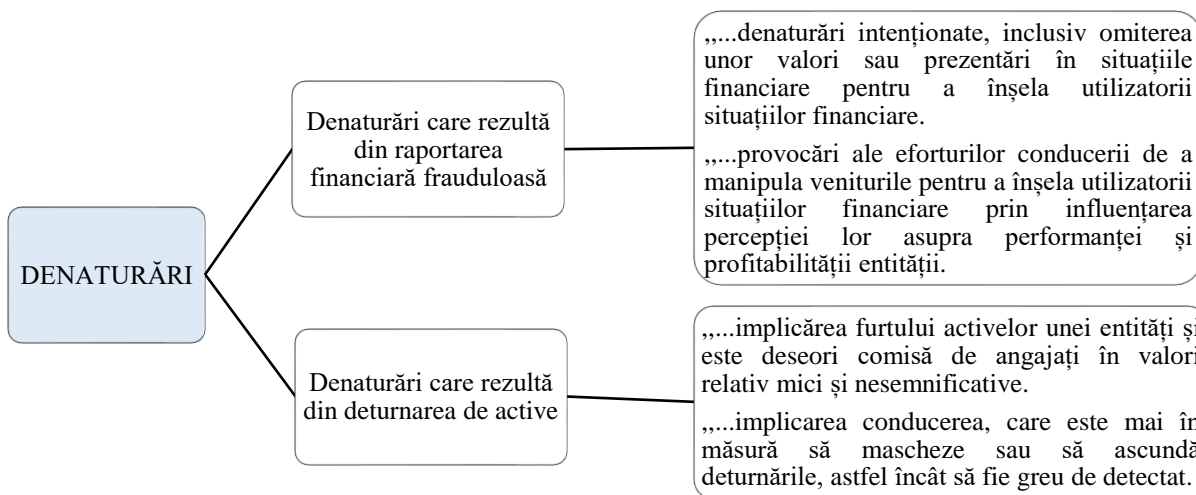 DENATURĂRI
Denaturări care rezultă
din raportarea
financiară frauduloasă
„...denaturări intenționate, inclusiv omiterea
unor valori sau prezentări în situațiile
financiare pentru a înșela utilizatorii
situațiilor financiare.
„...provocări ale eforturilor conducerii de a
manipula veniturile pentru a înșela utilizatorii
situațiilor financiare prin influențarea
percepției lor asupra performanței și
profitabilității entității.
Denaturări care rezultă
din deturnarea de active
„...implicărea furtului activelor unei entități și
este deseori comisă de angajați în valori
relativ mici și nesemnificative.
„...implicarea conducerea, care este mai în
măsură să mascheze sau să ascundă
deturnările, astfel încât să fie greu de detectat.